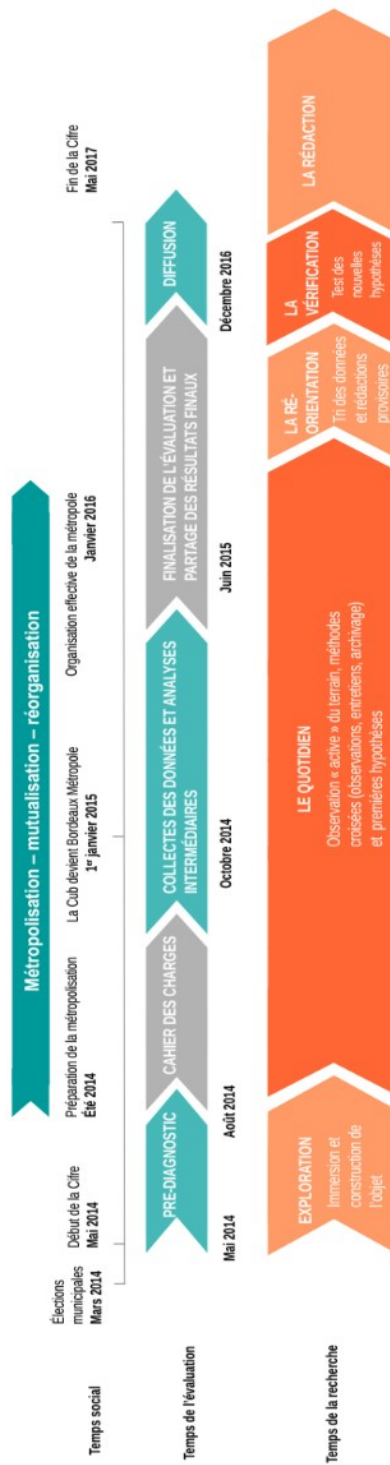 Métropolisation – mutualisation – réorganisation
Temps social
Élections
municipales
Mars 2014
Début de la Cifre
Mai 2014
Préparation de la métropolisation
Été 2014
La Cub devient Bordeaux Métropole
1er janvier 2015
Organisation effective de la métropole
Janvier 2016
Fin de la Cifre
Mai 2017
Temps de l'évaluation
PRE-DIAGNOSTIC
CAHIER DES CHARGES
COLLECTES DES DONNÉES ET ANALYSES
INTERMÉDIAIRES
FINALISATION DE L'ÉVALUATION ET
PARTAGE DES RÉSULTATS FINAUX
DIFFUSION
Mai 2014
Août 2014
Octobre 2014
Juin 2015
Décembre 2016
Temps de la recherche
EXPLORATION
Immersion et
construction de
l'objet
LE QUOTIDIEN
Observation « active » du terrain, méthodes
croisées (observations, entretiens, archivage)
et premières hypothèses
LA RÉ-
ORIENTATION
Tri des données
et rédactions
provisoires
LA
VÉRIFICATION
Test des
nouvelles
hypothèses
LA RÉDACTION